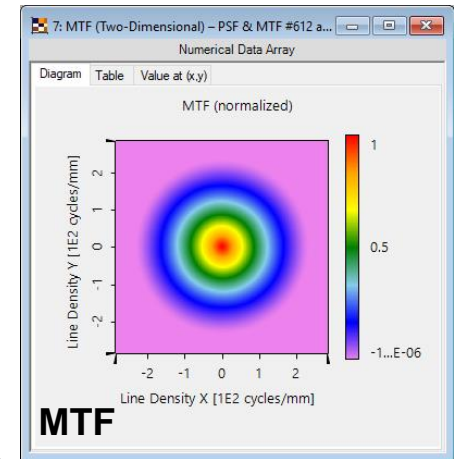 7: MTF (Two-Dimensional) – PSF & MTF #612 a...
Numerical Data Array
Diagram Table Value at (x,y)
MTF (normalized)
1
0.5
-1...E-06
Line Density Y [1E2 cycles/mm]
2
1
0
-1
-2
-2 -1 0 1 2
Line Density X [1E2 cycles/mm]
MTF